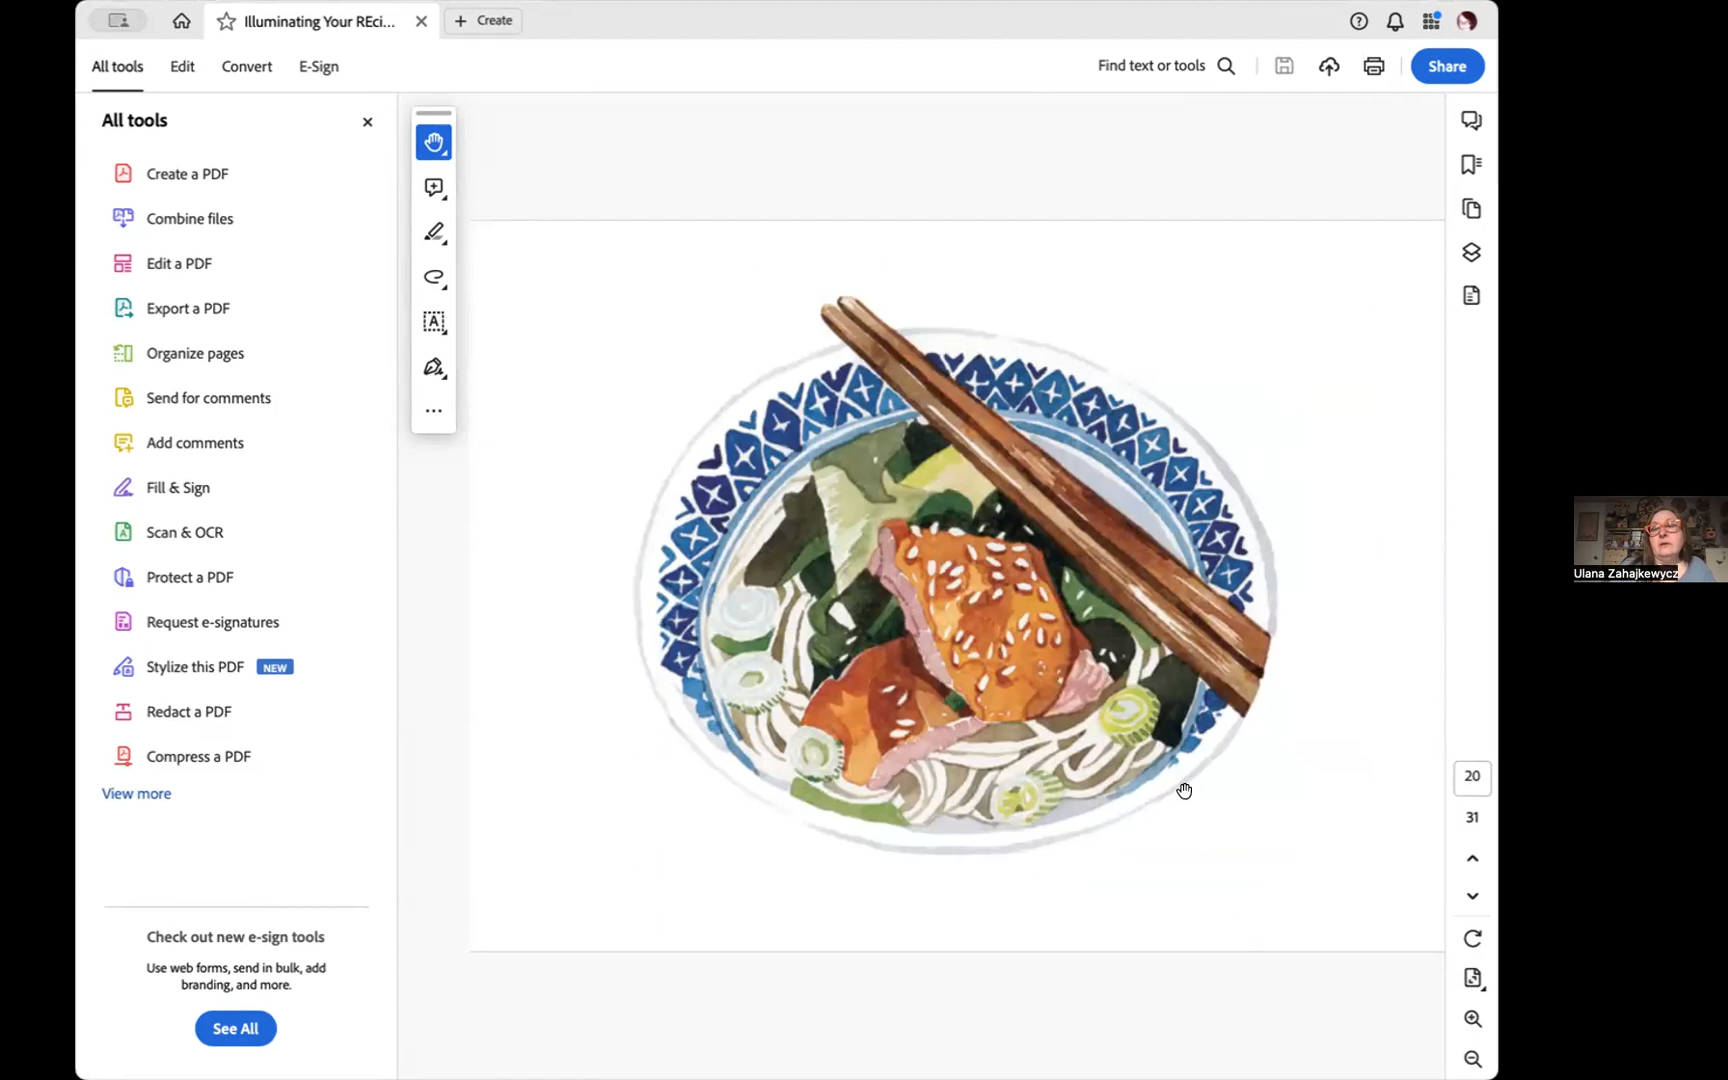 Illuminating Your REci...
Create
All tools
Edit
Convert
E-Sign
Find text or tools
Share
All tools
Create a PDF
Combine files
Edit a PDF
Export a PDF
Organize pages
Send for comments
Add comments
Fill & Sign
Scan & OCR
Protect a PDF
Request e-signatures
Stylize this PDF NEW
Redact a PDF
Compress a PDF
View more
Check out new e-sign tools
Use web forms, send in bulk, add
branding, and more.
See All
20
31
Ulana Zahajkewycz